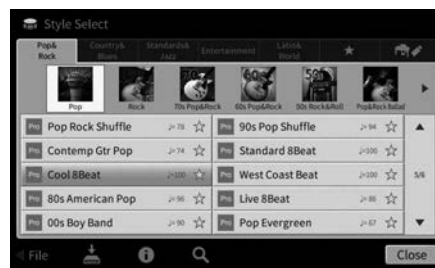 Style Select
Pop& Rock
Country& Blues
Standards& Jazz
Entertainment
Latin& World
Pop
Rock
70s Pop&Rock
60s Pop&Rock
50s Rock&Roll
Pop&Rock Ballad
Pro Pop Rock Shuffle ♩= 78
Pro 90s Pop Shuffle ♩= 94
Pro Contemp Gtr Pop ♩= 74
Pro Standard 8Beat ♩=100
Pro Cool 8Beat ♩=100
Pro West Coast Beat ♩=100
5/6
Pro 80s American Pop ♩= 96
Pro Live 8Beat ♩= 86
Pro 00s Boy Band ♩= 90
Pro Pop Evergreen ♩= 67
File
Close